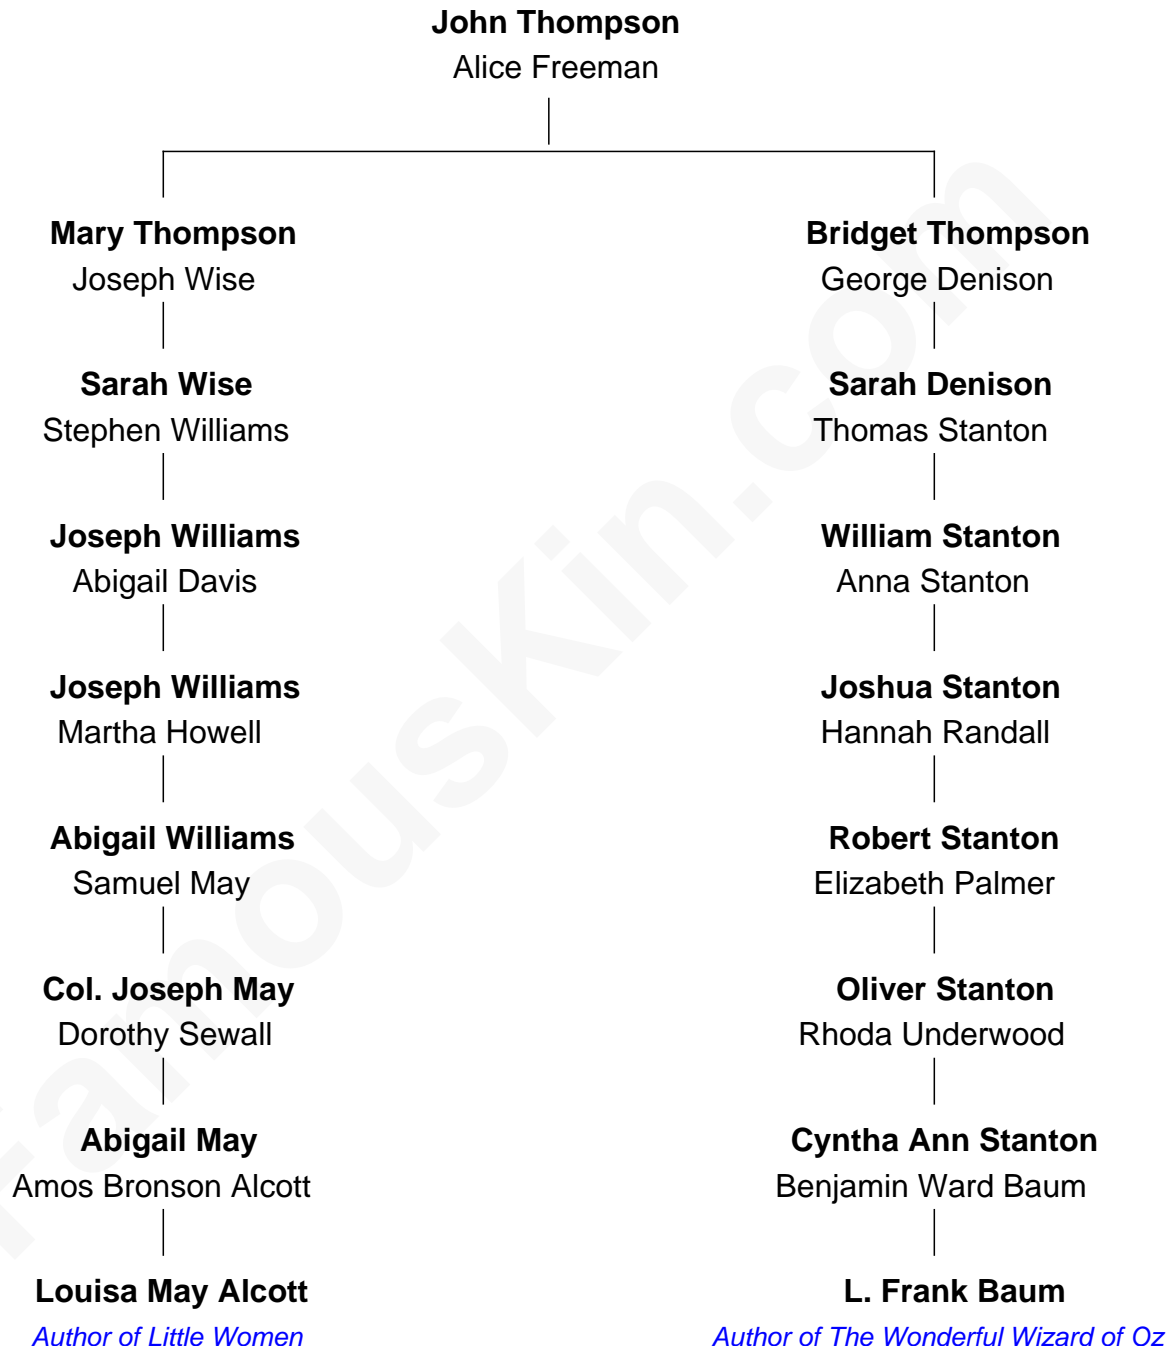 John Thompson
Alice Freeman
Mary Thompson
Joseph Wise
Bridget Thompson
George Denison
Sarah Wise
Stephen Williams
Sarah Denison
Thomas Stanton
Joseph Williams
Abigail Davis
William Stanton
Anna Stanton
Joseph Williams
Martha Howell
Joshua Stanton
Hannah Randall
Abigail Williams
Samuel May
Robert Stanton
Elizabeth Palmer
Col. Joseph May
Dorothy Sewall
Oliver Stanton
Rhoda Underwood
Abigail May
Amos Bronson Alcott
Cyntha Ann Stanton
Benjamin Ward Baum
Louisa May Alcott
Author of Little Women
L. Frank Baum
Author of The Wonderful Wizard of Oz
FamousKin.com